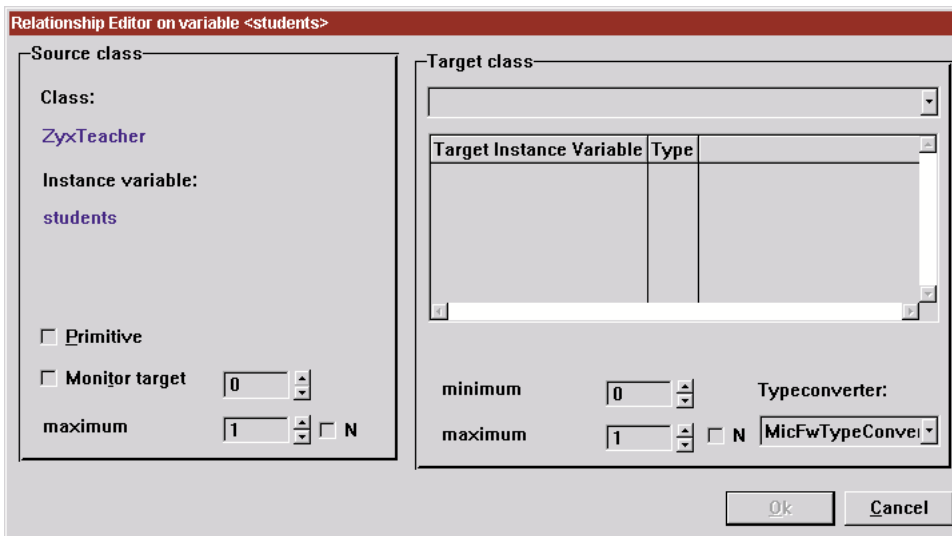 Relationship Editor on variable <students>
Source class
Class:
ZyxTeacher
Instance variable:
students
Primitive
Monitor target 0
maximum 1 N
Target class
Target Instance Variable Type
minimum 0 Typeconverter:
maximum 1 N MicFwTypeConver
Ok Cancel